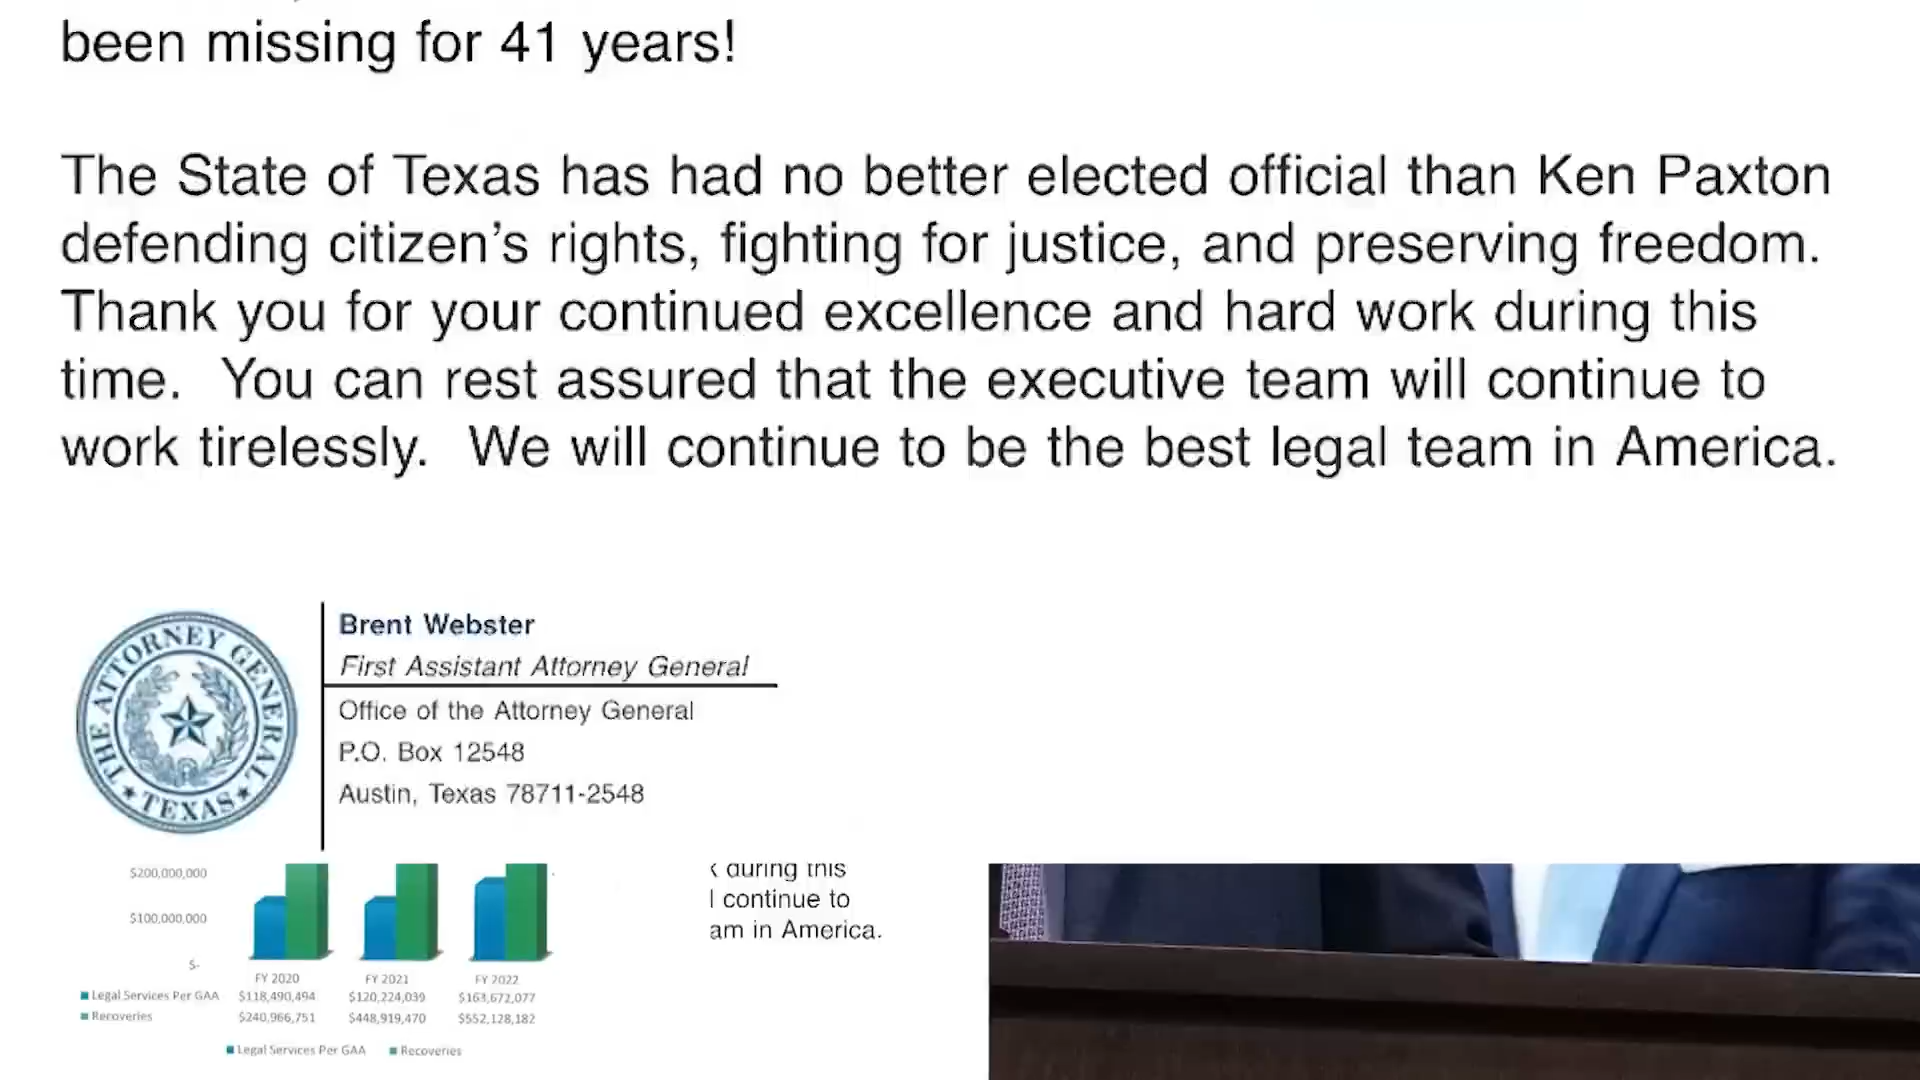 been missing for 41 years!
The State of Texas has had no better elected official than Ken Paxton
defending citizen's rights, fighting for justice, and preserving freedom.
Thank you for your continued excellence and hard work during this
time. You can rest assured that the executive team will continue to
work tirelessly. We will continue to be the best legal team in America.
THE ATTORNEY GENERAL
TEXAS
Brent Webster
First Assistant Attorney General
Office of the Attorney General
P.O. Box 12548
Austin, Texas 78711-2548
$200,000,000
$100,000,000
$-
FY 2020 FY 2021 FY 2022
Legal Services Per GAA $118,490,494 $120,224,039 $163,672,077
Recoveries $240,966,751 $448,919,470 $552,128,182
Legal Services Per GAA Recoveries
during this
continue to
am in America.